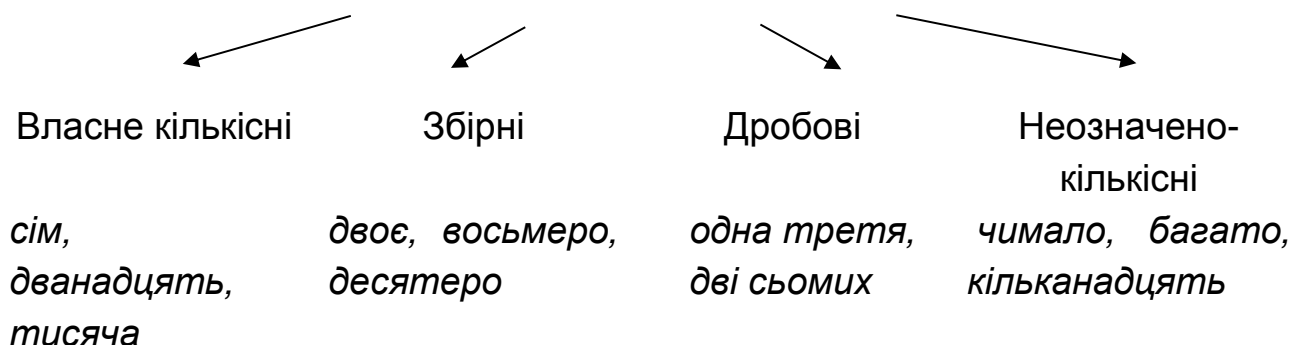 Власне кількісні Збірні Дробові Неозначено-
кількісні
сім, двоє, восьмеро, одна третя, чимало, багато,
дванадцять, десятеро дві сьомих кільканадцять
тисяча